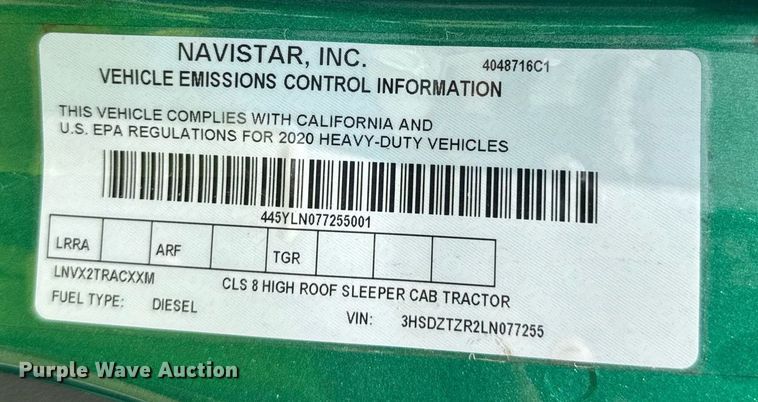 NAVISTAR, INC.
4048716C1
VEHICLE EMISSIONS CONTROL INFORMATION
THIS VEHICLE COMPLIES WITH CALIFORNIA AND
U.S. EPA REGULATIONS FOR 2020 HEAVY-DUTY VEHICLES
445YLN077255001
LRRA ARF TGR
LNVX2TRACXXM CLS 8 HIGH ROOF SLEEPER CAB TRACTOR
FUEL TYPE: DIESEL VIN: 3HSDZTZR2LN077255
Purple Wave Auction